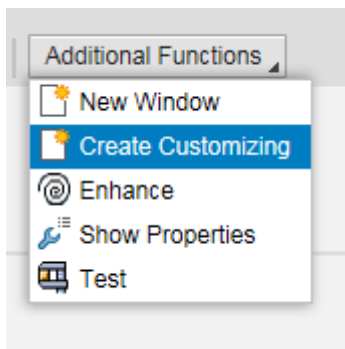 Additional Functions
New Window
Create Customizing
Enhance
Show Properties
Test